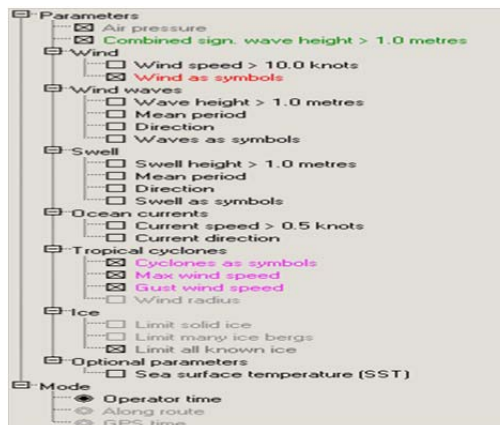 Parameters
Air pressure
Combined sign. wave height > 1.0 metres
Wind
Wind speed > 10.0 knots
Wind as symbols
Wind waves
Wave height > 1.0 metres
Mean period
Direction
Waves as symbols
Swell
Swell height > 1.0 metres
Mean period
Direction
Swell as symbols
Ocean currents
Current speed > 0.5 knots
Current direction
Tropical cyclones
Cyclones as symbols
Max wind speed
Gust wind speed
Wind radius
Ice
Limit solid ice
Limit many ice bergs
Limit all known ice
Optional parameters
Sea surface temperature (SST)
Mode
Operator time
Along route
GPS time